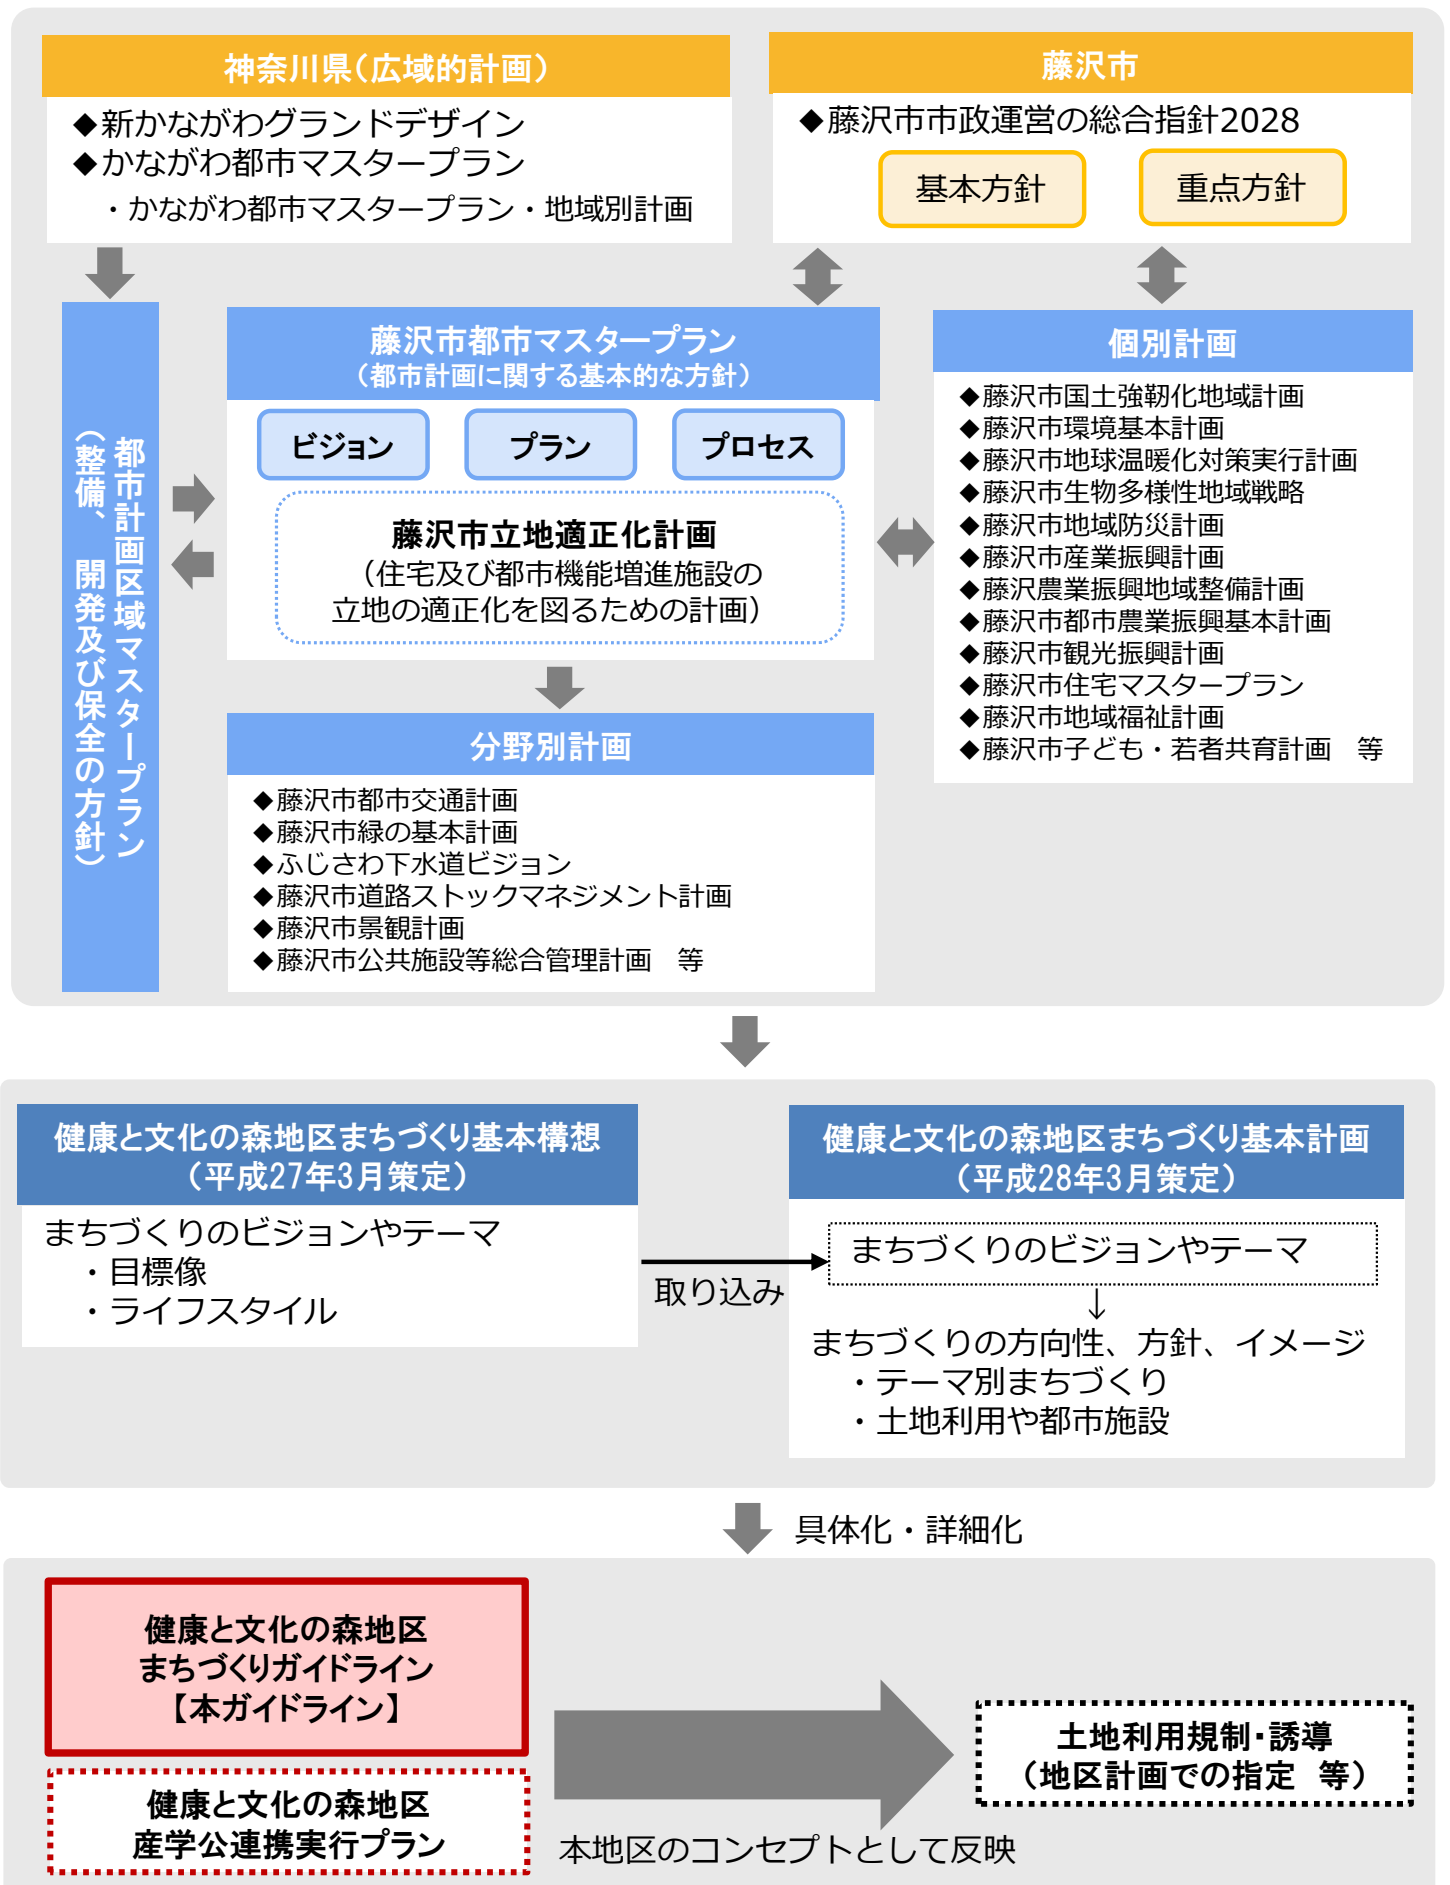 神奈川県（広域的計画）
◆新かながわグランドデザイン
◆かながわ都市マスタープラン
・かながわ都市マスタープラン・地域別計画
藤沢市
◆藤沢市市政運営の総合指針2028
基本方針
重点方針
都市計画区域マスタープラン
（整備、開発及び保全の方針）
藤沢市都市マスタープラン
（都市計画に関する基本的な方針）
ビジョン
プラン
プロセス
藤沢市立地適正化計画
（住宅及び都市機能増進施設の
立地の適正化を図るための計画）
個別計画
◆藤沢市国土強靭化地域計画
◆藤沢市環境基本計画
◆藤沢市地球温暖化対策実行計画
◆藤沢市生物多様性地域戦略
◆藤沢市地域防災計画
◆藤沢市産業振興計画
◆藤沢農業振興地域整備計画
◆藤沢市都市農業振興基本計画
◆藤沢市観光振興計画
◆藤沢市住宅マスタープラン
◆藤沢市地域福祉計画
◆藤沢市子ども・若者共育計画　等
分野別計画
◆藤沢市都市交通計画
◆藤沢市緑の基本計画
◆ふじさわ下水道ビジョン
◆藤沢市道路ストックマネジメント計画
◆藤沢市景観計画
◆藤沢市公共施設等総合管理計画　等
健康と文化の森地区まちづくり基本構想
（平成27年3月策定）
まちづくりのビジョンやテーマ
・目標像
・ライフスタイル
取り込み
健康と文化の森地区まちづくり基本計画
（平成28年3月策定）
まちづくりのビジョンやテーマ
↓
まちづくりの方向性、方針、イメージ
・テーマ別まちづくり
・土地利用や都市施設
具体化・詳細化
健康と文化の森地区
まちづくりガイドライン
【本ガイドライン】
健康と文化の森地区
産学公連携実行プラン
本地区のコンセプトとして反映
土地利用規制・誘導
（地区計画での指定　等）